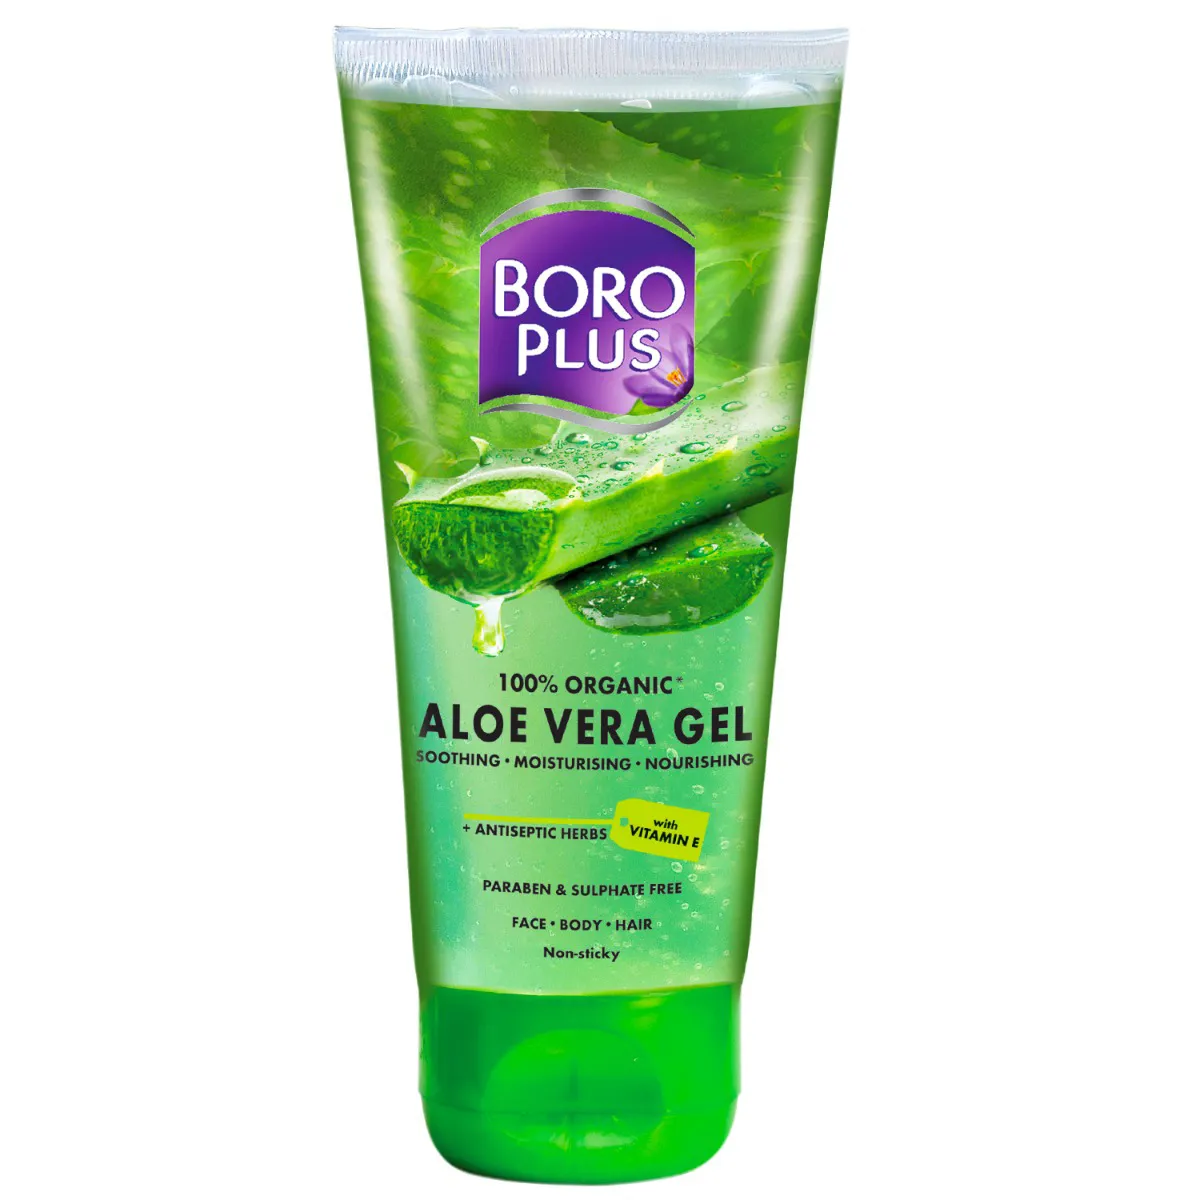 BORO
PLUS
100% ORGANIC*
ALOE VERA GEL
SOOTHING • MOISTURISING • NOURISHING
+ ANTISEPTIC HERBS
with
VITAMIN E
PARABEN & SULPHATE FREE
FACE • BODY • HAIR
Non-sticky